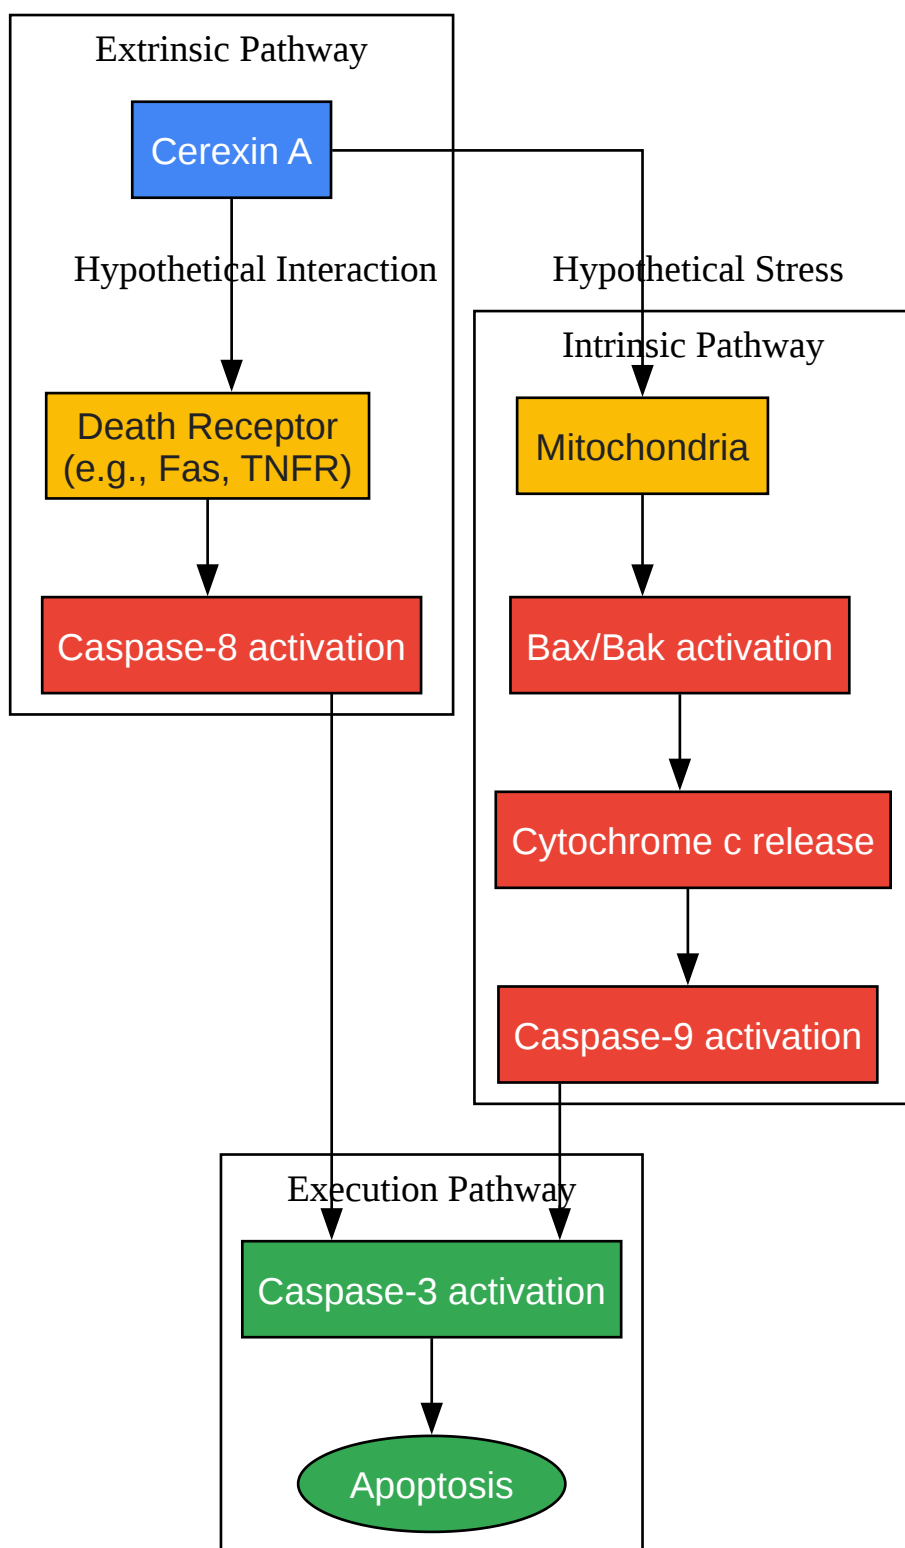 Extrinsic Pathway
Cerexin A
Hypothetical Interaction
Hypothetical Stress
Intrinsic Pathway
Death Receptor
(e.g., Fas, TNFR)
Mitochondria
Caspase-8 activation
Bax/Bak activation
Cytochrome c release
Caspase-9 activation
Execution Pathway
Caspase-3 activation
Apoptosis